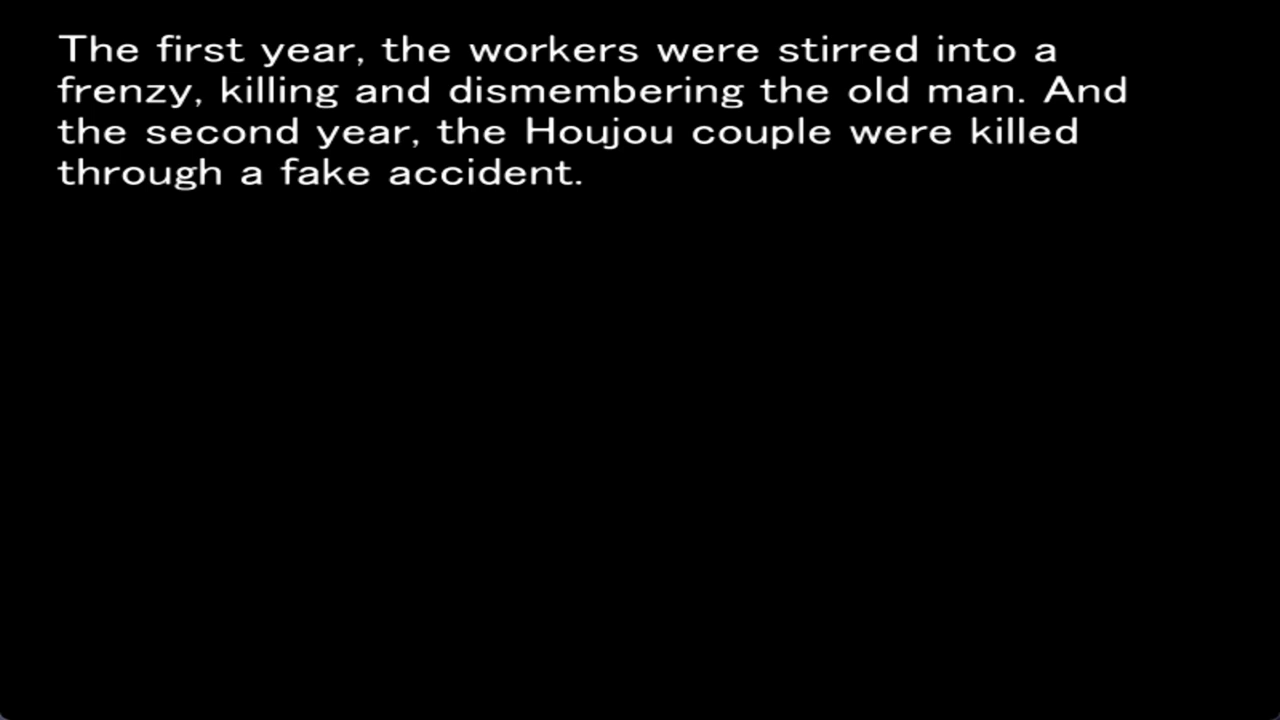 The first year, the workers were stirred into a
frenzy, killing and dismembering the old man. And
the second year, the Houjou couple were killed
through a fake accident.